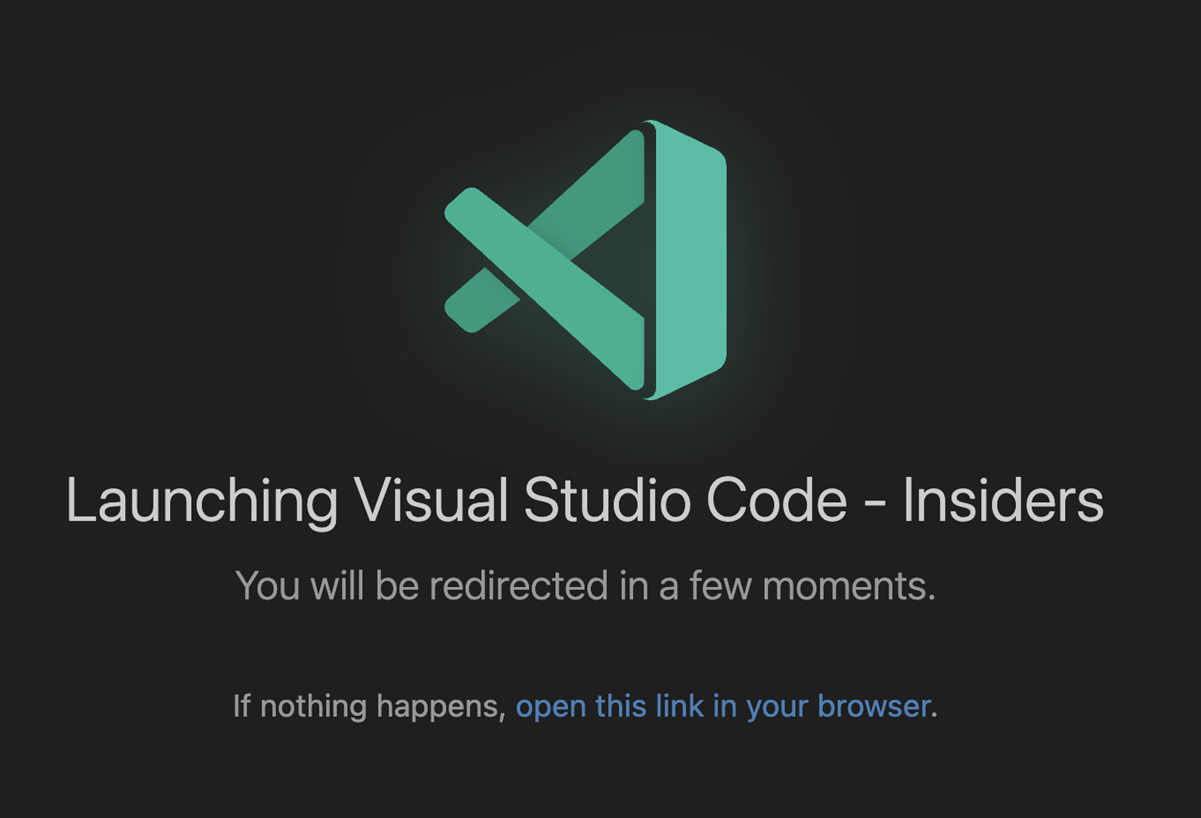 Launching Visual Studio Code - Insiders
You will be redirected in a few moments.
If nothing happens, open this link in your browser.